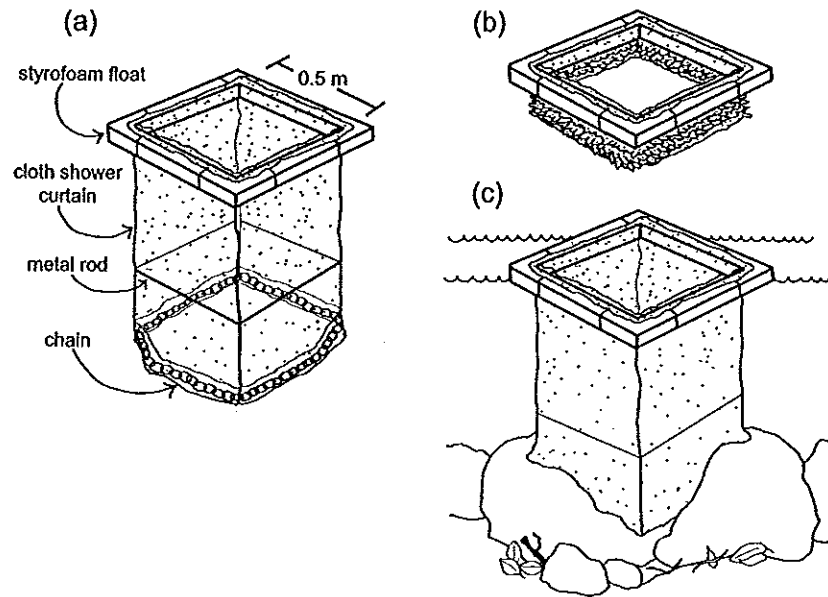 (a)
styrofoam float
0.5 m
cloth shower
curtain
metal rod
chain
(b)
(c)